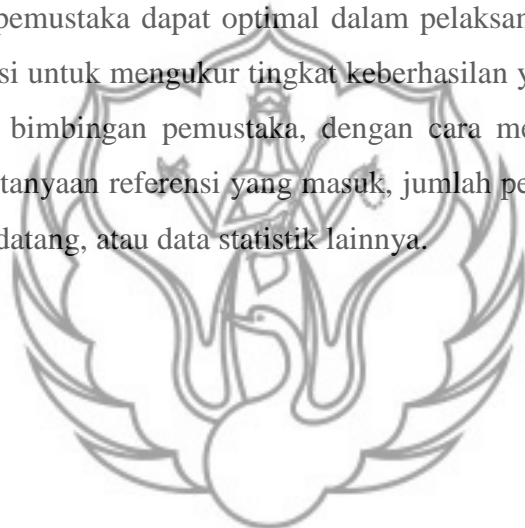 pemustaka dapat optimal dalam pelaksan
si untuk mengukur tingkat keberhasilan y
bimbingan pemustaka, dengan cara me
tanyaan referensi yang masuk, jumlah pe
datang, atau data statistik lainnya.